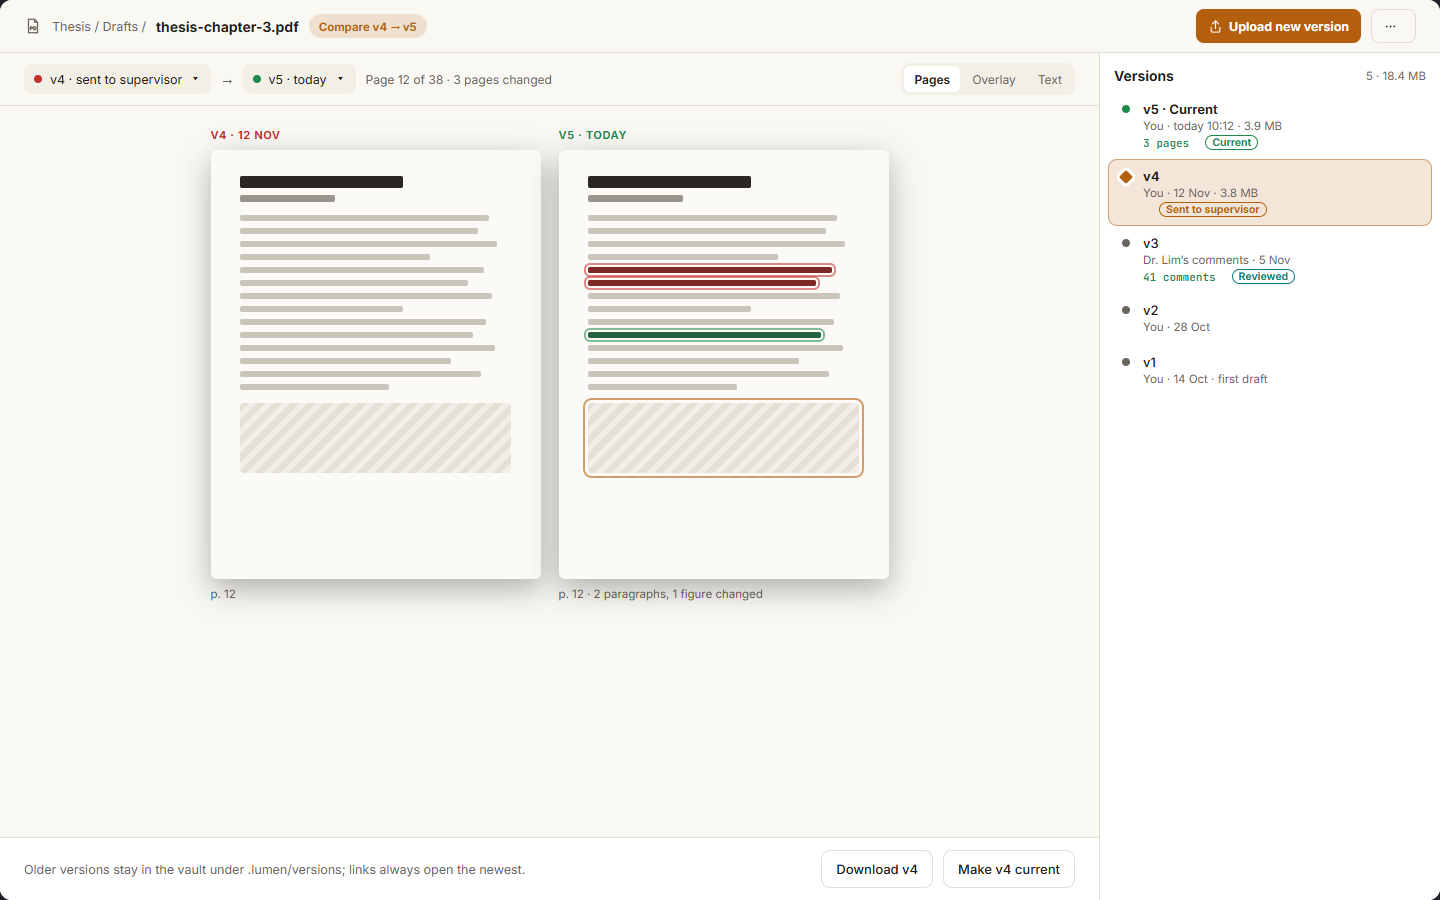 Thesis / Drafts / thesis-chapter-3.pdf Compare v4 → v5
Upload new version ···
v4 · sent to supervisor → v5 · today Page 12 of 38 · 3 pages changed
Pages Overlay Text
V4 · 12 NOV
V5 · TODAY
p. 12
p. 12 · 2 paragraphs, 1 figure changed
Older versions stay in the vault under .lumen/versions; links always open the newest.
Download v4 Make v4 current
Versions 5 · 18.4 MB
v5 · Current
You · today 10:12 · 3.9 MB
3 pages Current
v4
You · 12 Nov · 3.8 MB
Sent to supervisor
v3
Dr. Lim's comments · 5 Nov
41 comments Reviewed
v2
You · 28 Oct
v1
You · 14 Oct · first draft